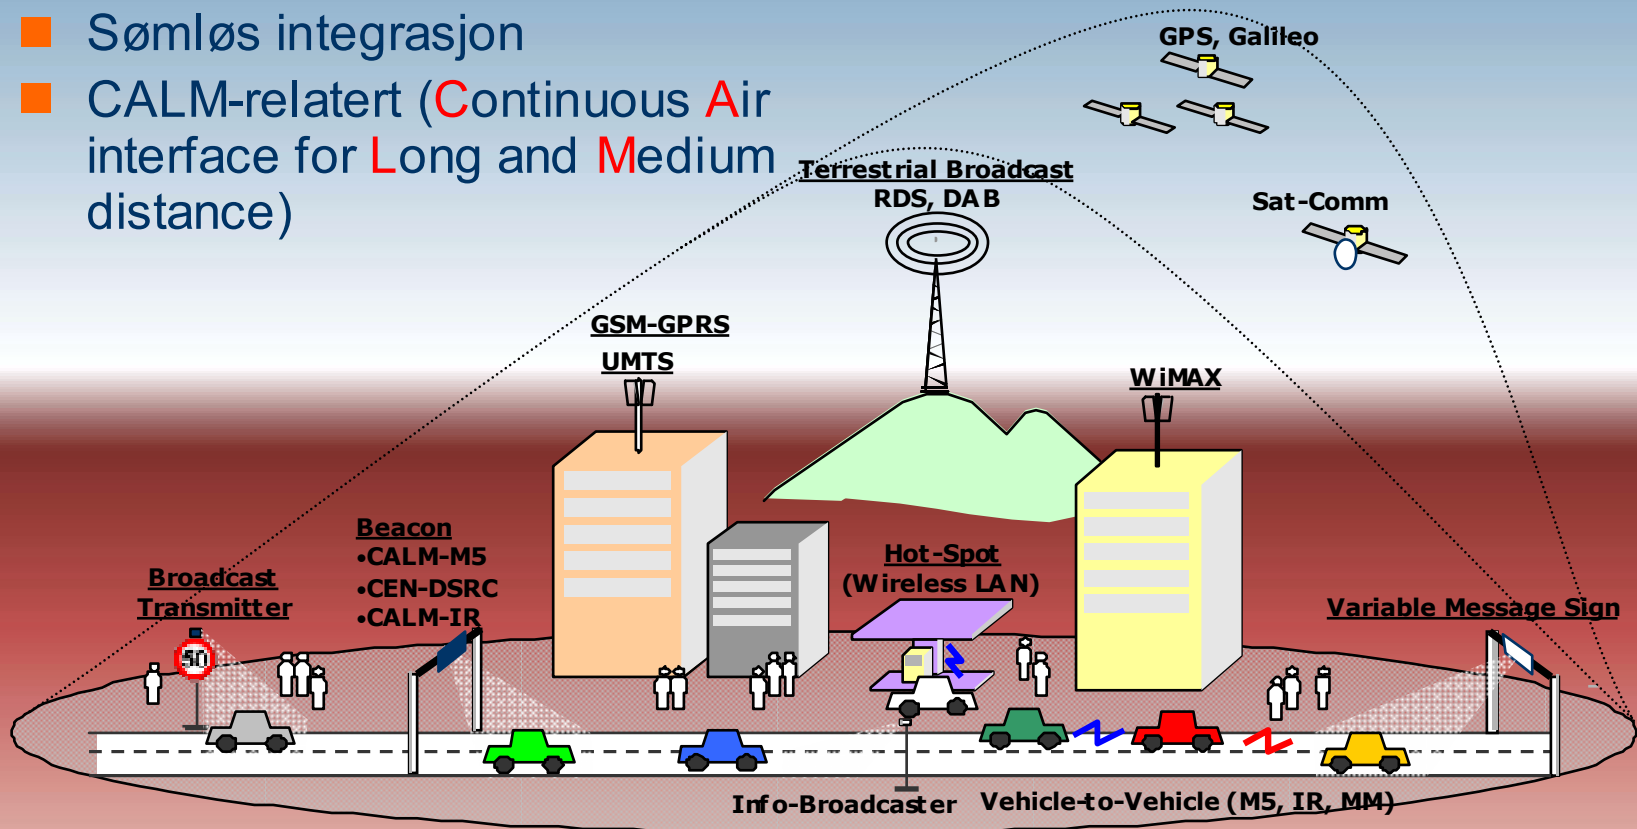 Sømløs integrasjon
CALM-relatert (Continuous Air
interface for Long and Medium
distance)
GPS, Galileo
Terrestrial Broadcast
RDS, DAB
Sat-Comm
GSM-GPRS
UMTS
WiMAX
Beacon
•CALM-M5
•CEN-DSRC
•CALM-IR
Hot-Spot
(Wireless LAN)
Broadcast
Transmitter
Variable Message Sign
50
Info-Broadcaster
Vehicle-to-Vehicle (M5, IR, MM)